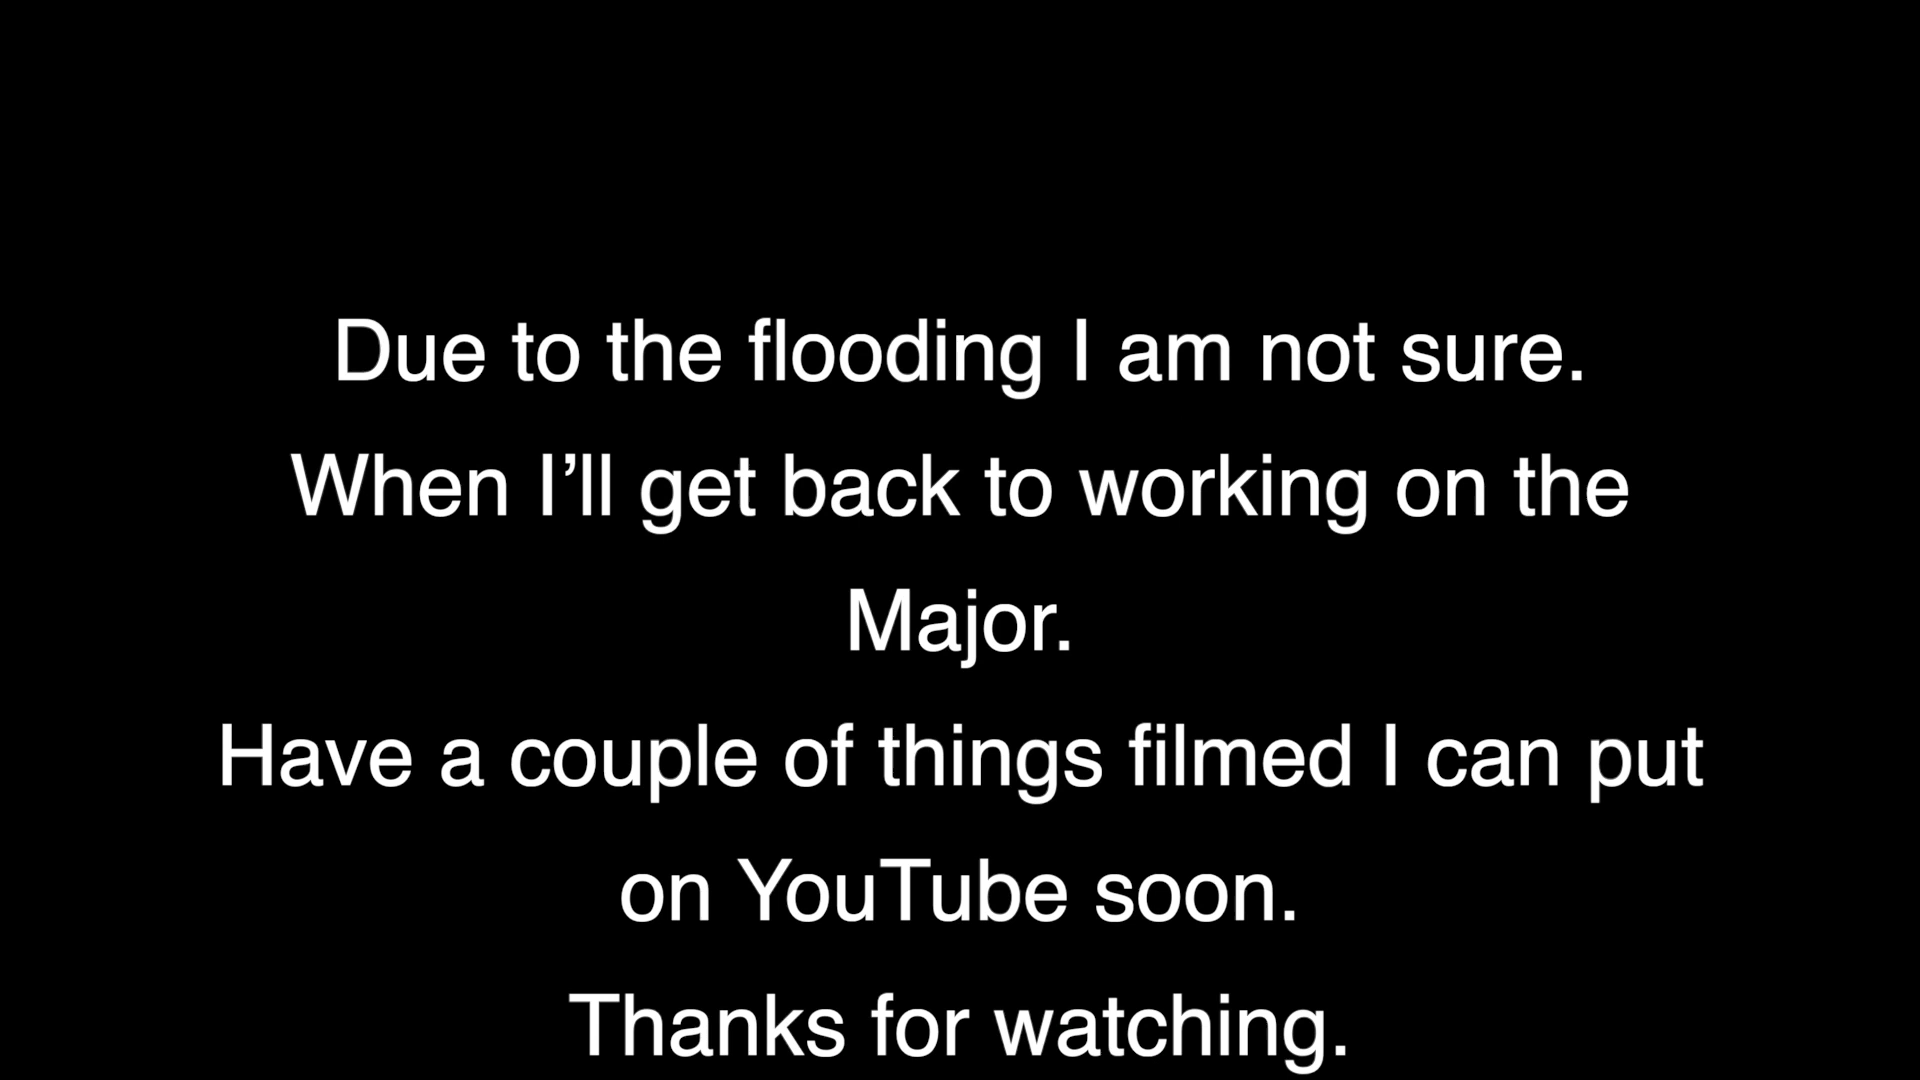 Due to the flooding I am not sure.
When I’ll get back to working on the
Major.
Have a couple of things filmed I can put
on YouTube soon.
Thanks for watching.